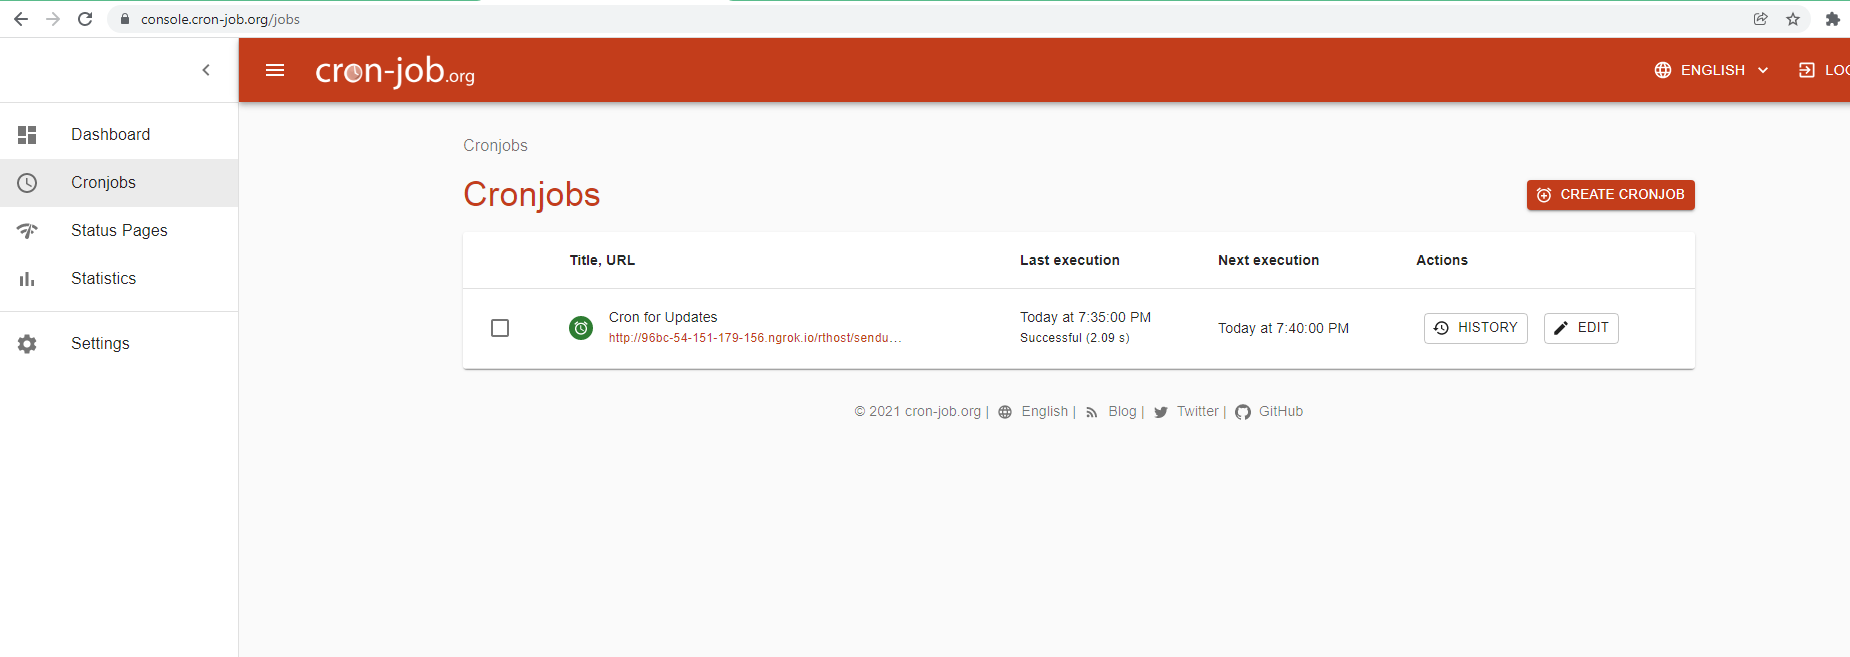 console.cron-job.org/jobs
cron-job.org
ENGLISH
LOG
Dashboard
Cronjobs
Status Pages
Statistics
Settings
Cronjobs
Cronjobs
CREATE CRONJOB
Title, URL Last execution Next execution Actions
Cron for Updates
http://96bc-54-151-179-156.ngrok.io/rthost/sendu…
Today at 7:35:00 PM
Successful (2.09 s)
Today at 7:40:00 PM
HISTORY
EDIT
© 2021 cron-job.org | English | Blog | Twitter | GitHub